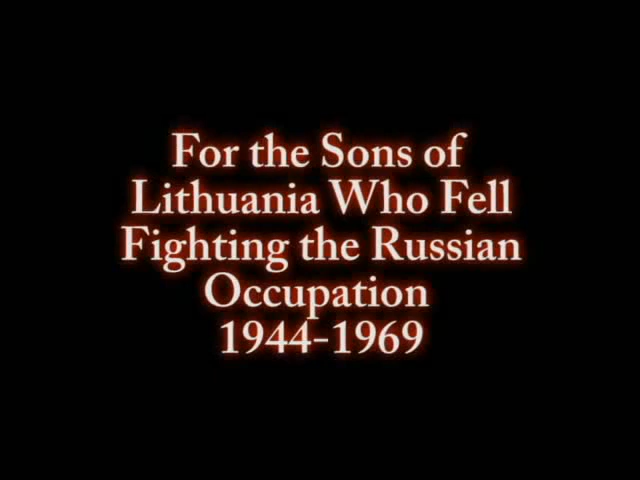 For the Sons of
Lithuania Who Fell
Fighting the Russian
Occupation
1944-1969